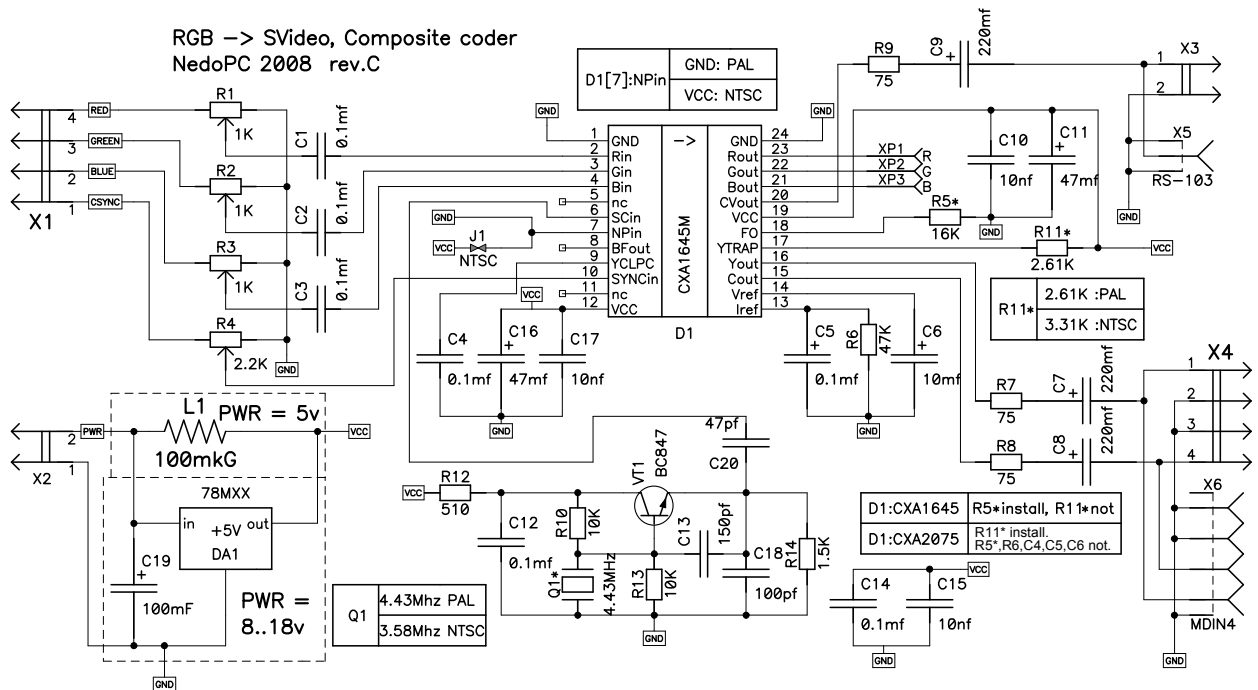 RGB -> SVideo, Composite coder
NedoPC 2008 rev.C
D1[7]:NPin
GND: PAL
VCC: NTSC
R9
75
C9
+
220mf
1
2
X3
X5
RS-103
GND
4
RED
3
GREEN
2
BLUE
1
CSYNC
X1
R1
1K
R2
1K
R3
1K
R4
2.2K
GND
C1
0.1mf
C2
0.1mf
C3
0.1mf
GND
GND
1 GND
2 Rin
3 Gin
4 Bin
5 nc
6 SCin
7 NPin
8 BFout
9 YCLPC
10 SYNCin
11 nc
12 VCC
->
CXA1645M
D1
GND 24
Rout 23
Gout 22
Bout 21
CVout 20
VCC 19
FO 18
YTRAP 17
Yout 16
Cout 15
Vref 14
Iref 13
XP1 R
XP2 G
XP3 B
GND
VCC
J1
NTSC
VCC
R5*
16K
GND
C10
10nf
C11
+
47mf
R11*
2.61K
VCC
R11*
2.61K :PAL
3.31K :NTSC
C4
0.1mf
C16
+
47mf
C17
10nf
GND
C5
+
0.1mf
R6
47K
C6
+
10mf
GND
R7
75
C7
+
220mf
R8
75
C8
+
220mf
X4
1
2
3
4
X6
MDIN4
GND
L1
PWR = 5v
100mkG
2
PWR
1
X2
VCC
78MXX
in
+5V
out
DA1
C19
+
100mF
PWR =
8..18v
GND
Q1
4.43Mhz PAL
3.58Mhz NTSC
VCC
R12
510
C12
0.1mf
R10
10K
Q1*
4.43MHz
VT1
BC847
R13
10K
GND
C13
150pf
47pf
C20
C18
100pf
R14
1.5K
D1:CXA1645
R5*install, R11*not
D1:CXA2075
R11* install.
R5*,R6,C4,C5,C6 not.
C14
0.1mf
C15
10nf
VCC
GND